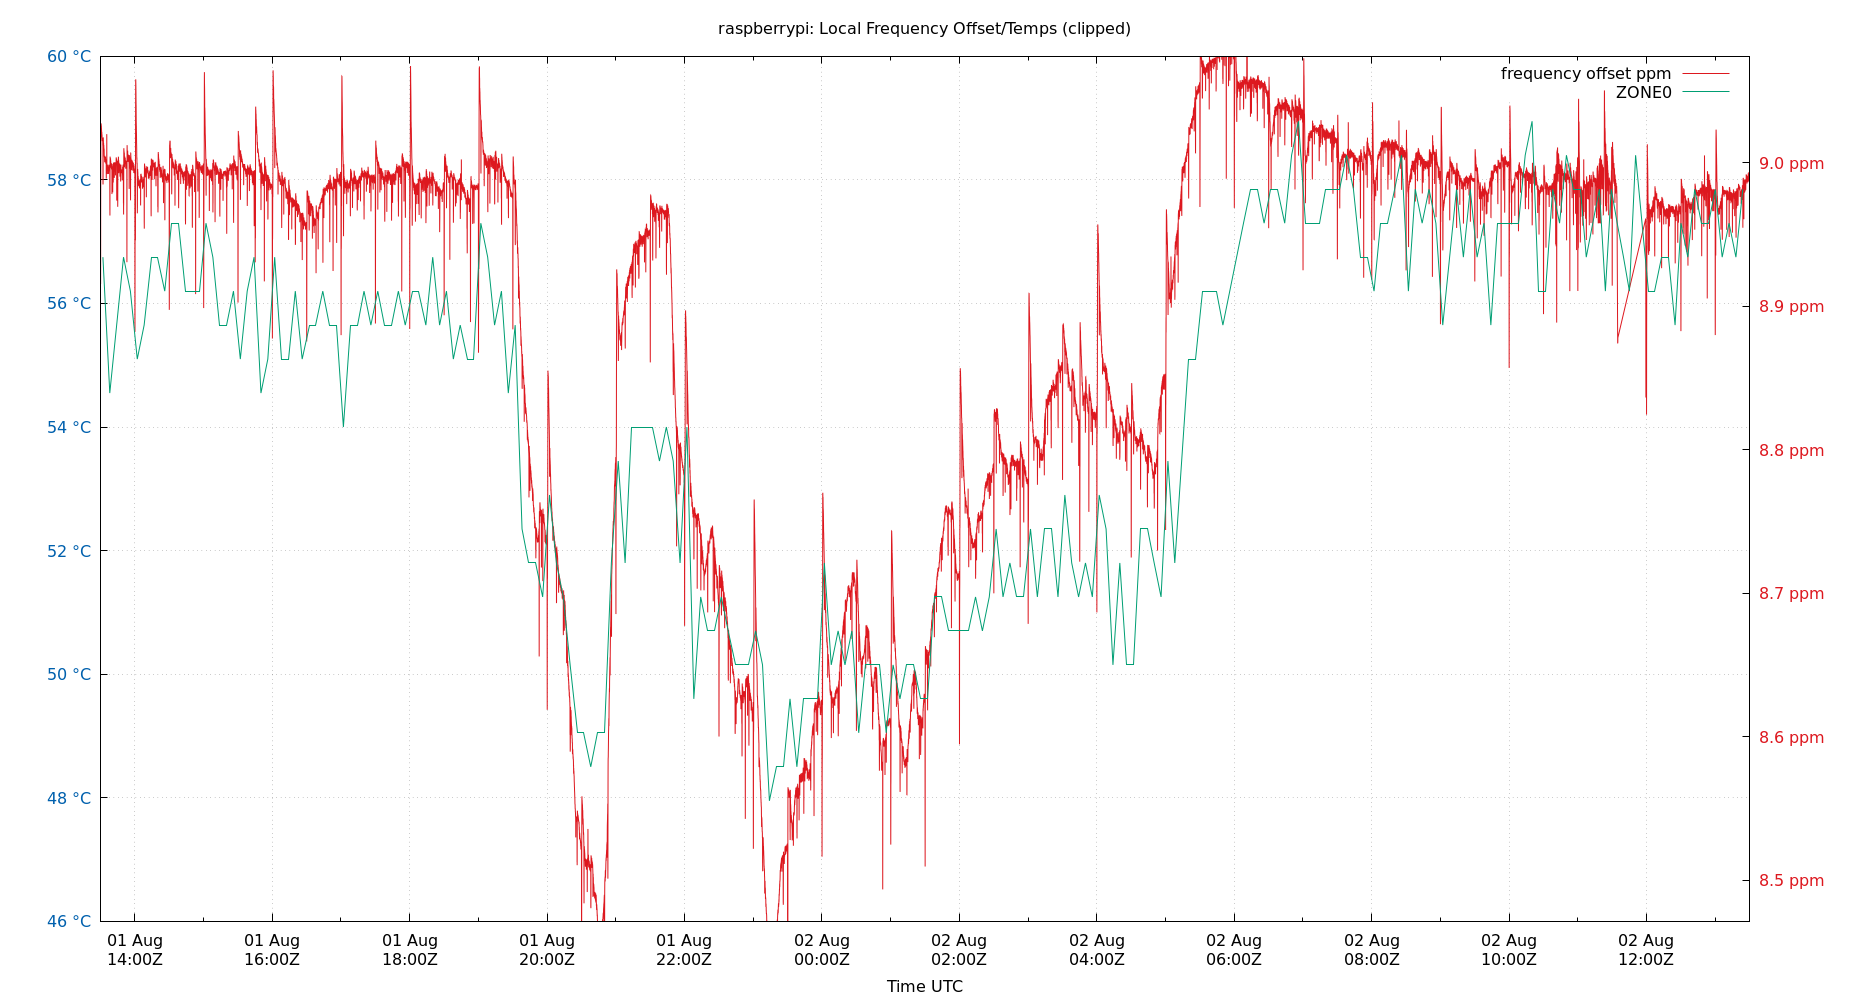 raspberrypi: Local Frequency Offset/Temps (clipped)
frequency offset ppm
ZONE0
60 °C
58 °C
56 °C
54 °C
52 °C
50 °C
48 °C
46 °C
9.0 ppm
8.9 ppm
8.8 ppm
8.7 ppm
8.6 ppm
8.5 ppm
01 Aug
14:00Z
01 Aug
16:00Z
01 Aug
18:00Z
01 Aug
20:00Z
01 Aug
22:00Z
02 Aug
00:00Z
02 Aug
02:00Z
02 Aug
04:00Z
02 Aug
06:00Z
02 Aug
08:00Z
02 Aug
10:00Z
02 Aug
12:00Z
Time UTC